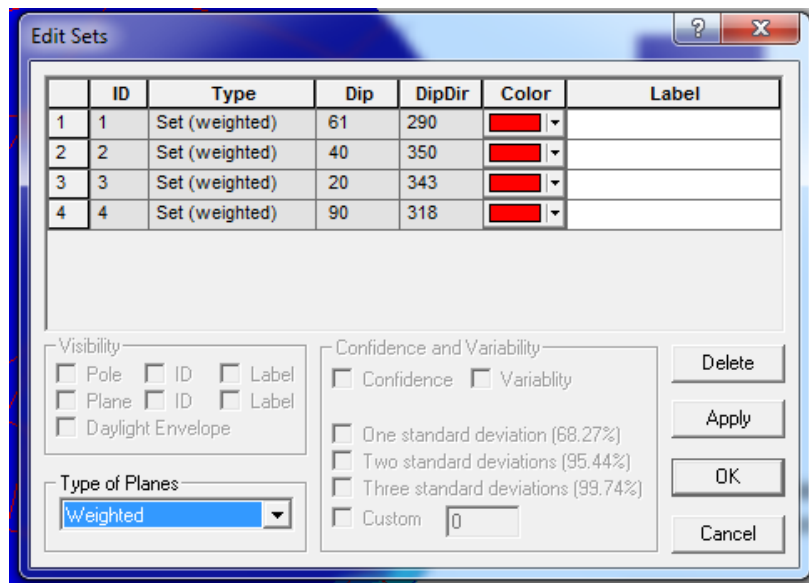 Edit Sets
ID Type Dip DipDir Color Label
1 1 Set (weighted) 61 290
2 2 Set (weighted) 40 350
3 3 Set (weighted) 20 343
4 4 Set (weighted) 90 318
Visibility
Pole ID Label
Plane ID Label
Daylight Envelope
Type of Planes
Weighted
Confidence and Variability
Confidence Variablity
One standard deviation (68.27%)
Two standard deviations (95.44%)
Three standard deviations (99.74%)
Custom 0
Delete
Apply
OK
Cancel